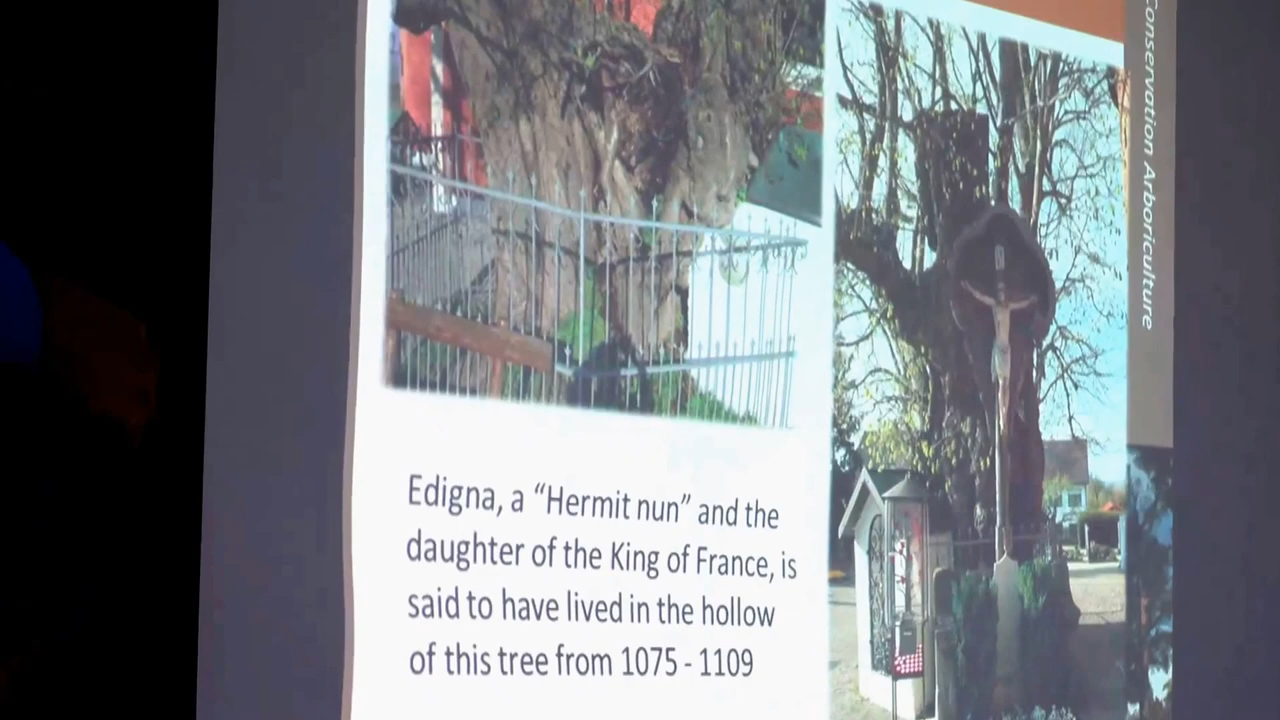 Edigna, a “Hermit nun” and the
daughter of the King of France, is
said to have lived in the hollow
of this tree from 1075 - 1109
Conservation Arboriculture